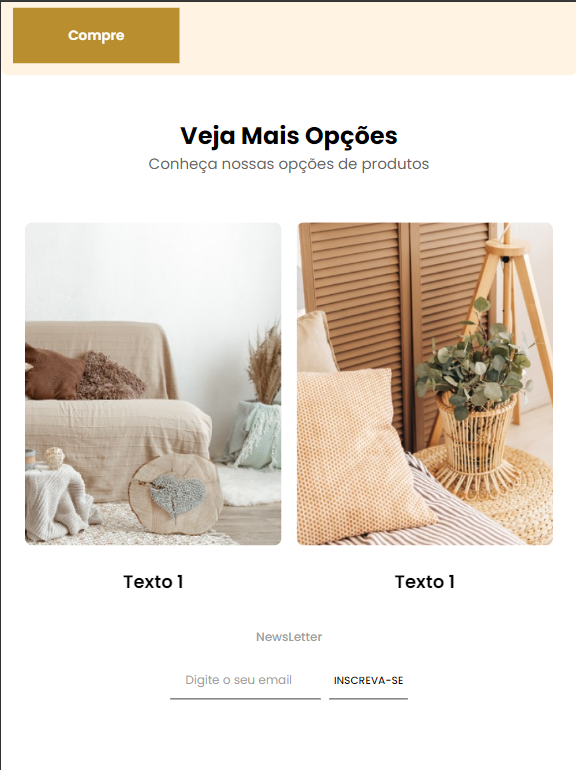 Compre
Veja Mais Opções
Conheça nossas opções de produtos
Texto 1
Texto 1
NewsLetter
Digite o seu email
INSCREVA-SE